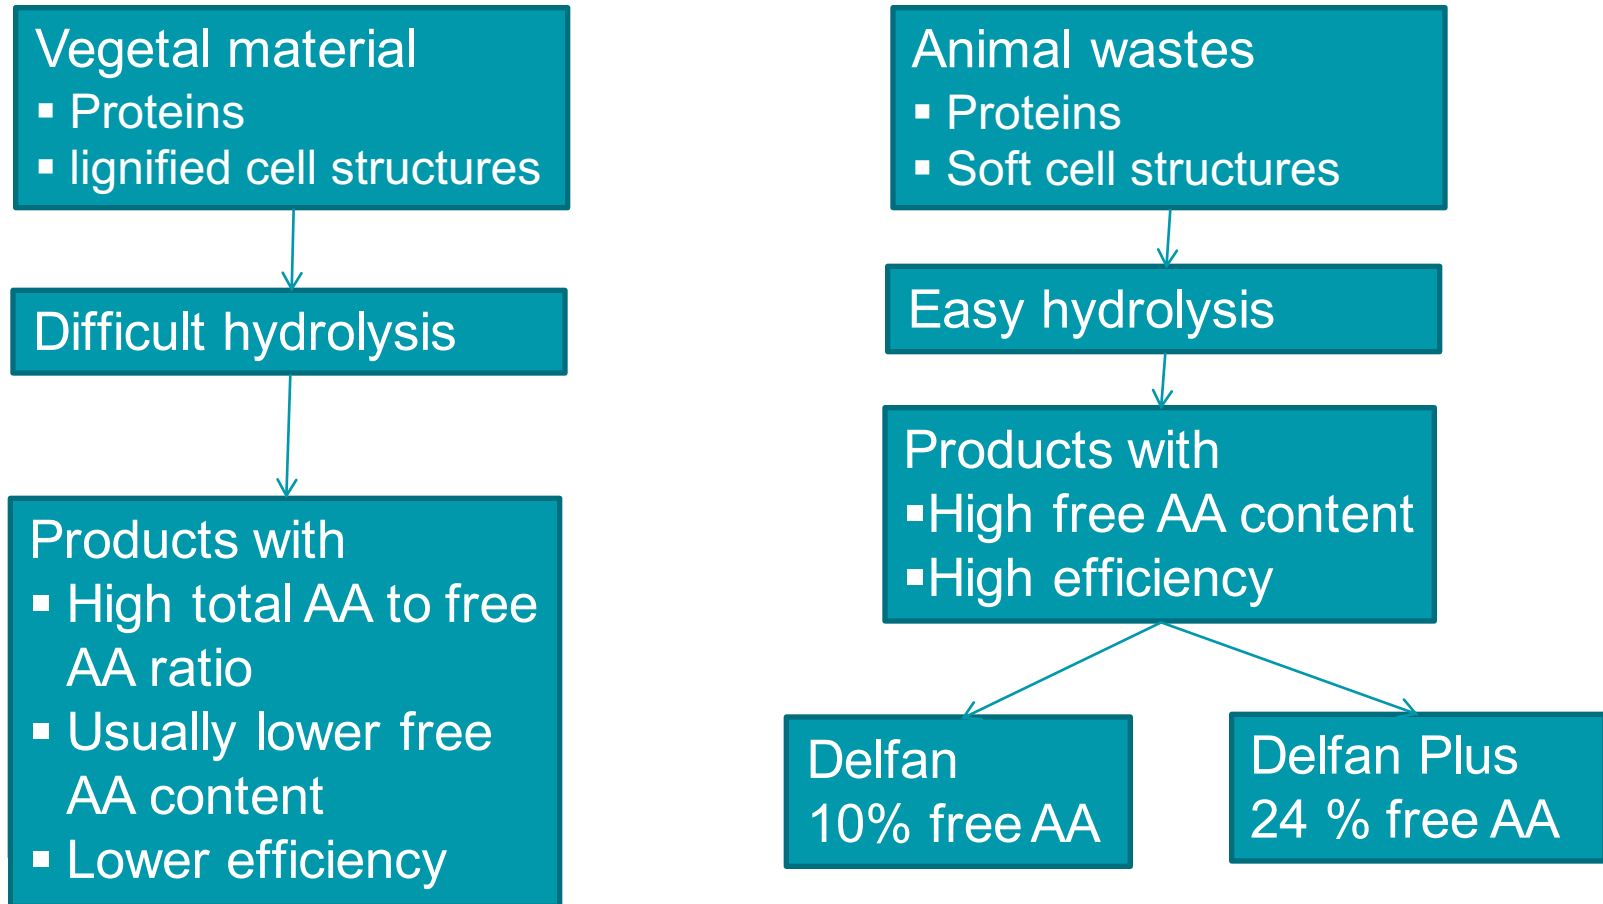 Vegetal material
▪ Proteins
▪ lignified cell structures
Difficult hydrolysis
Products with
▪ High total AA to free
AA ratio
▪ Usually lower free
AA content
▪ Lower efficiency
Animal wastes
▪ Proteins
▪ Soft cell structures
Easy hydrolysis
Products with
▪High free AA content
▪High efficiency
Delfan
10% free AA
Delfan Plus
24 % free AA